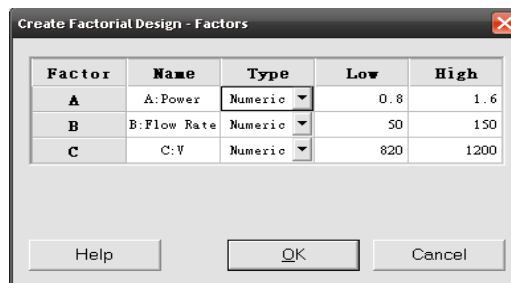 Create Factorial Design - Factors
Factor Name Type Low High
A A:Power Numeric 0.8 1.6
B B:Flow Rate Numeric 50 150
C C:V Numeric 820 1200
Help OK Cancel